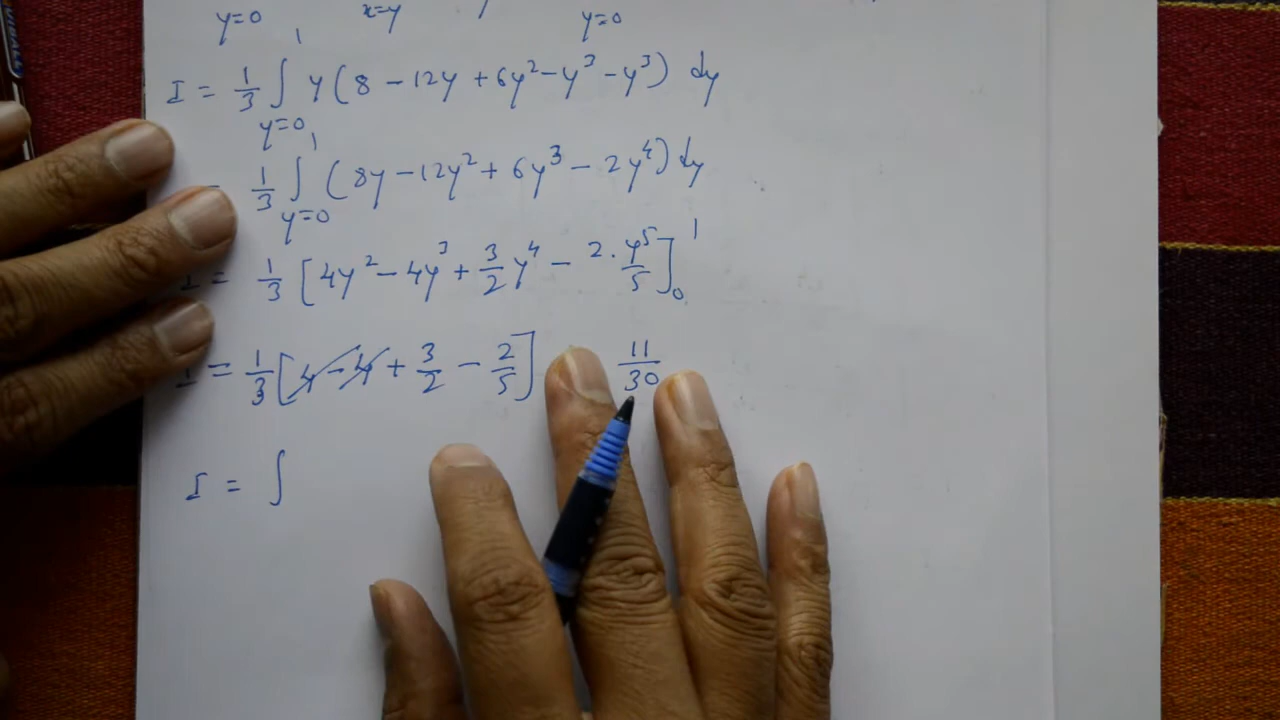 y=0 x=y y=0
I = 1/3 ∫_{y=0}^{1} y(8 − 12y + 6y² − y³ − y³) dy
= 1/3 ∫_{y=0}^{1} (8y − 12y² + 6y³ − 2y⁴) dy
I = 1/3 [4y² − 4y³ + 3/2 y⁴ − 2. y⁵/5]₀¹
I = 1/3 [4 − 4 + 3/2 − 2/5] 11/30
I = ∫